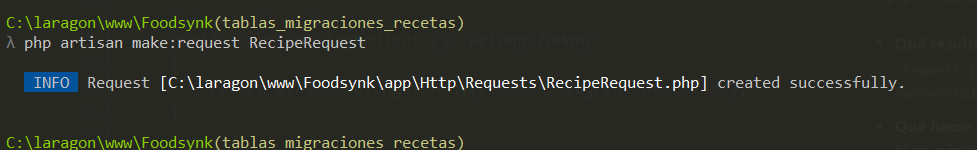 C:\laragon\www\Foodsynk(tablas_migraciones_recetas)
λ php artisan make:request RecipeRequest
INFO Request [C:\laragon\www\Foodsynk\app\Http\Requests\RecipeRequest.php] created successfully.
C:\laragon\www\Foodsynk(tablas_migraciones_recetas)